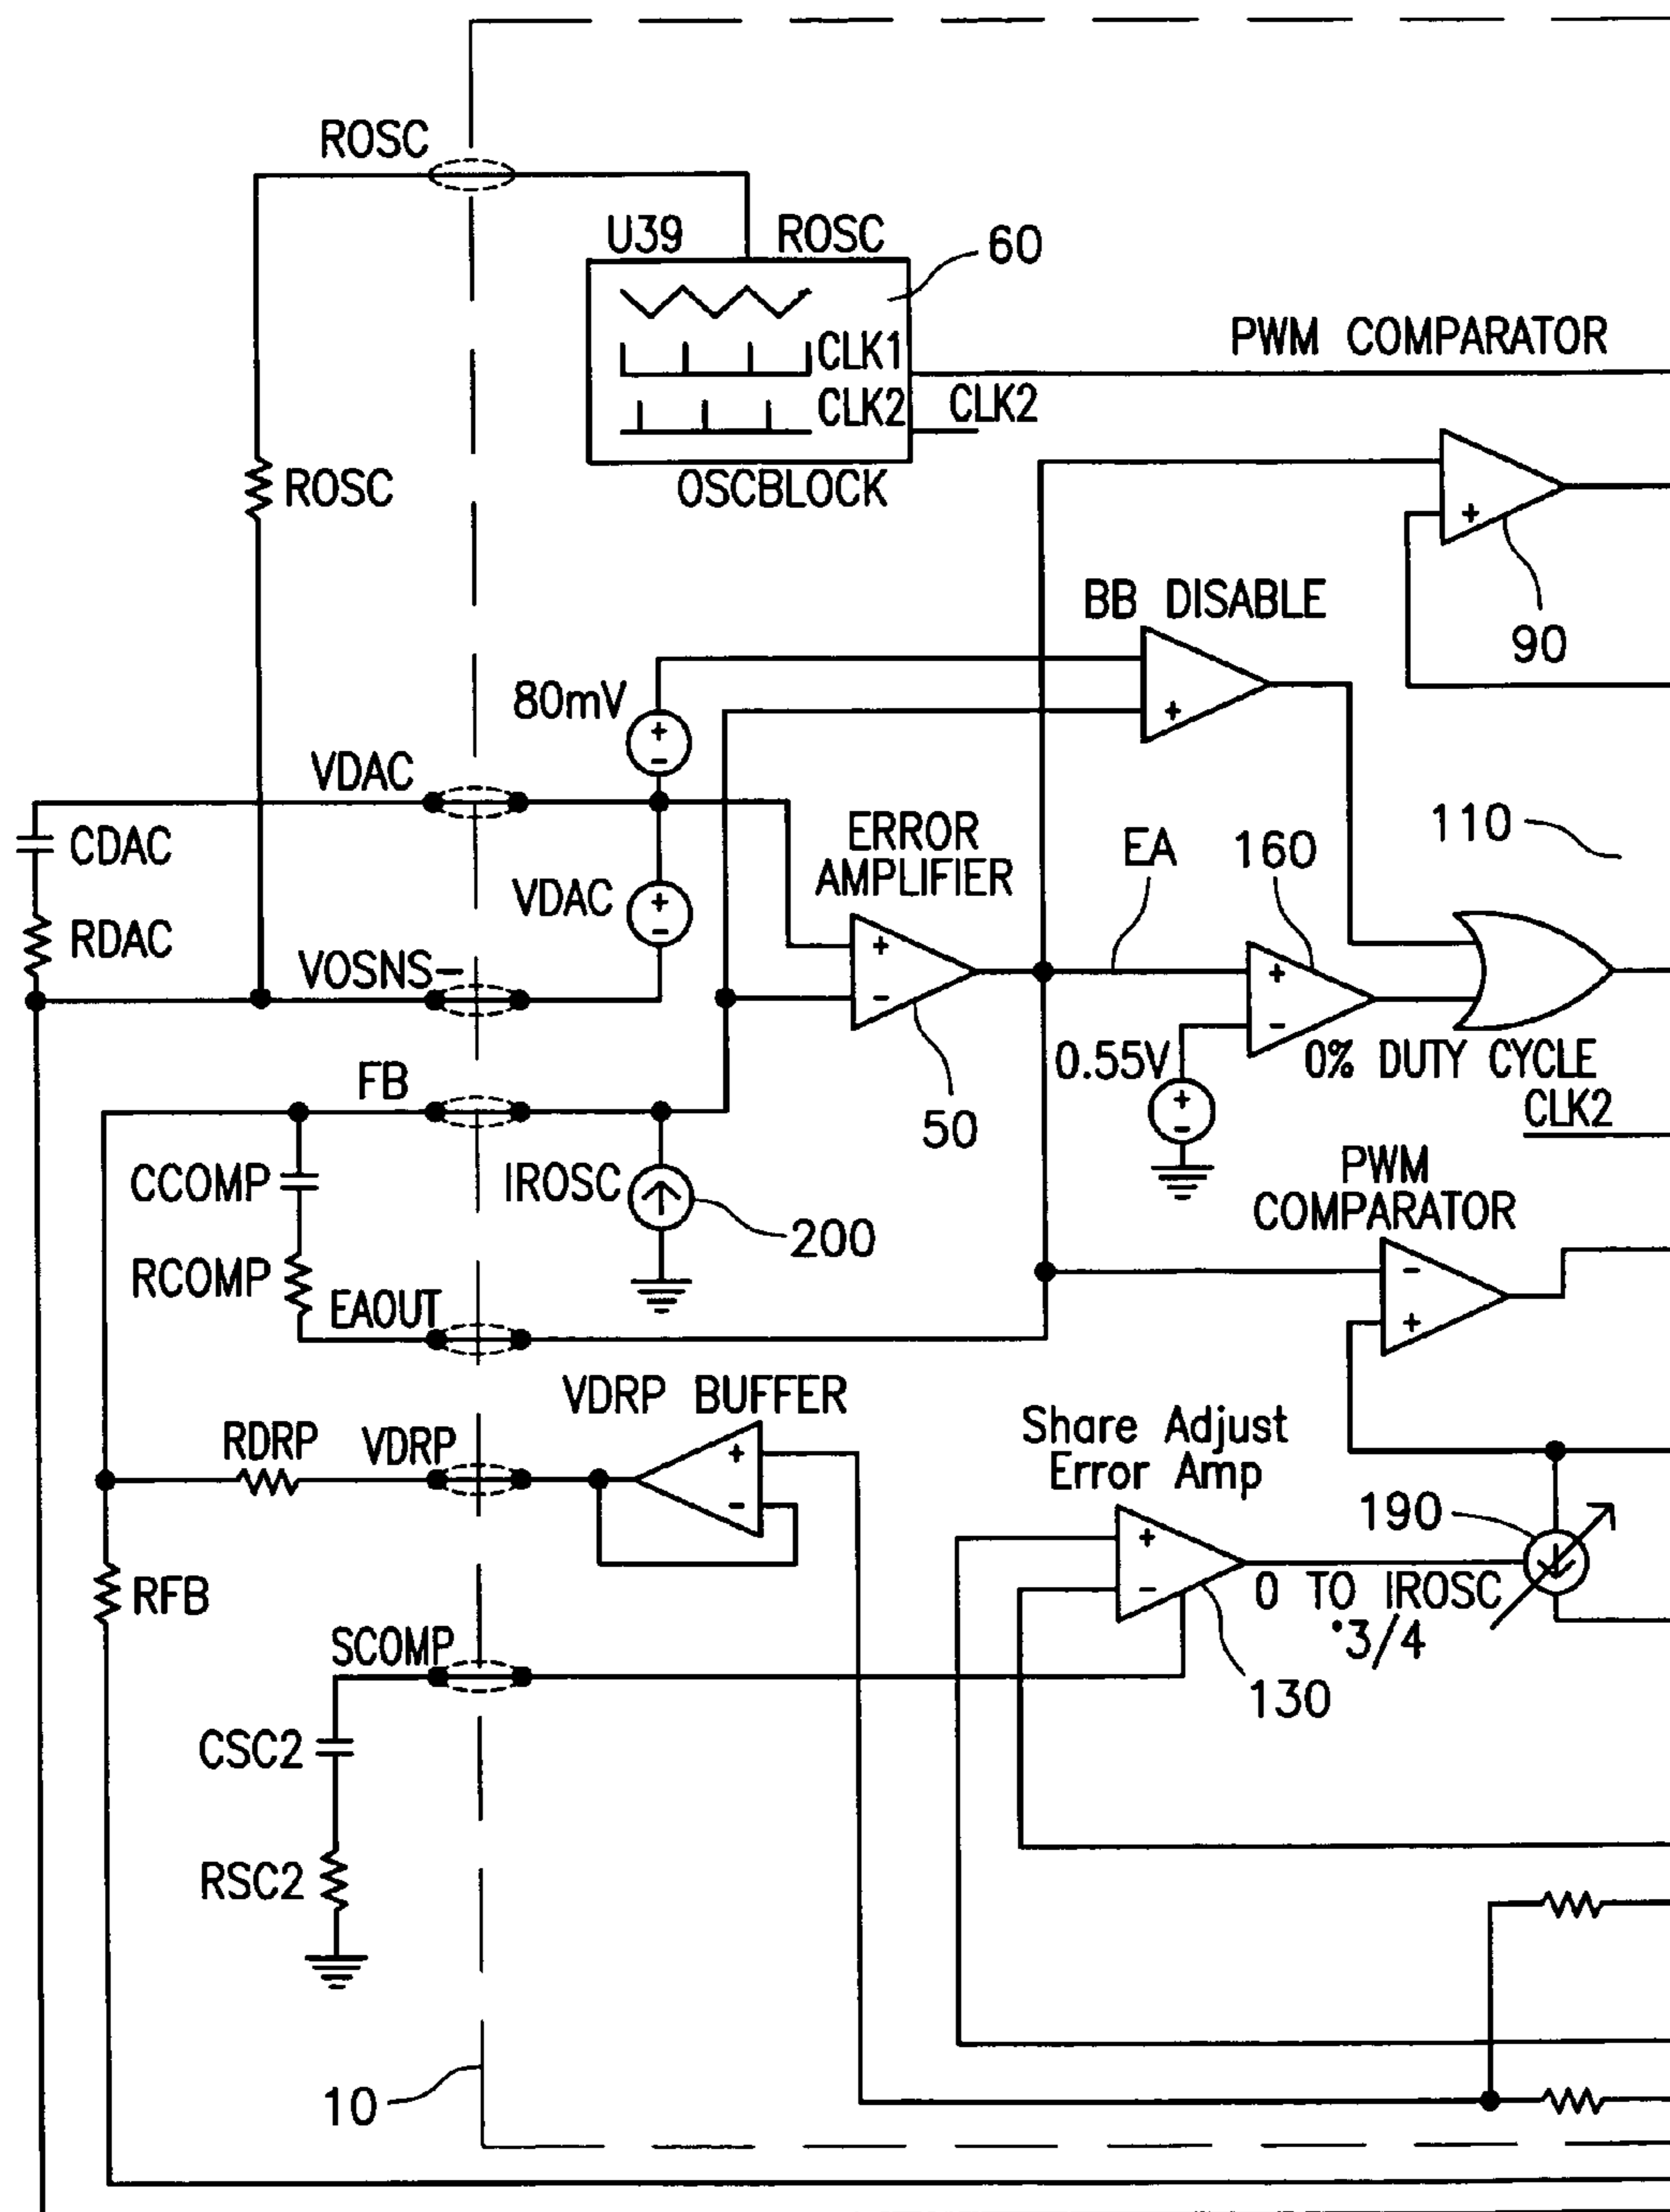 ROSC
U39 ROSC
60
CLK1
PWM COMPARATOR
CLK2 CLK2
OSCBLOCK
ROSC
+
90
BB DISABLE
80mV
+
-
+
VDAC
CDAC
ERROR
AMPLIFIER
EA 160
110
VDAC
+
-
RDAC
VOSNS-
+
-
+
-
0.55V
0% DUTY CYCLE
FB
50
+
-
CLK2
CCOMP
IROSC
200
PWM
COMPARATOR
RCOMP
EAOUT
-
+
VDRP BUFFER
RDRP VDRP
+
-
Share Adjust
Error Amp
190
+
-
RFB
0 TO IROSC
*3/4
SCOMP
130
CSC2
RSC2
10